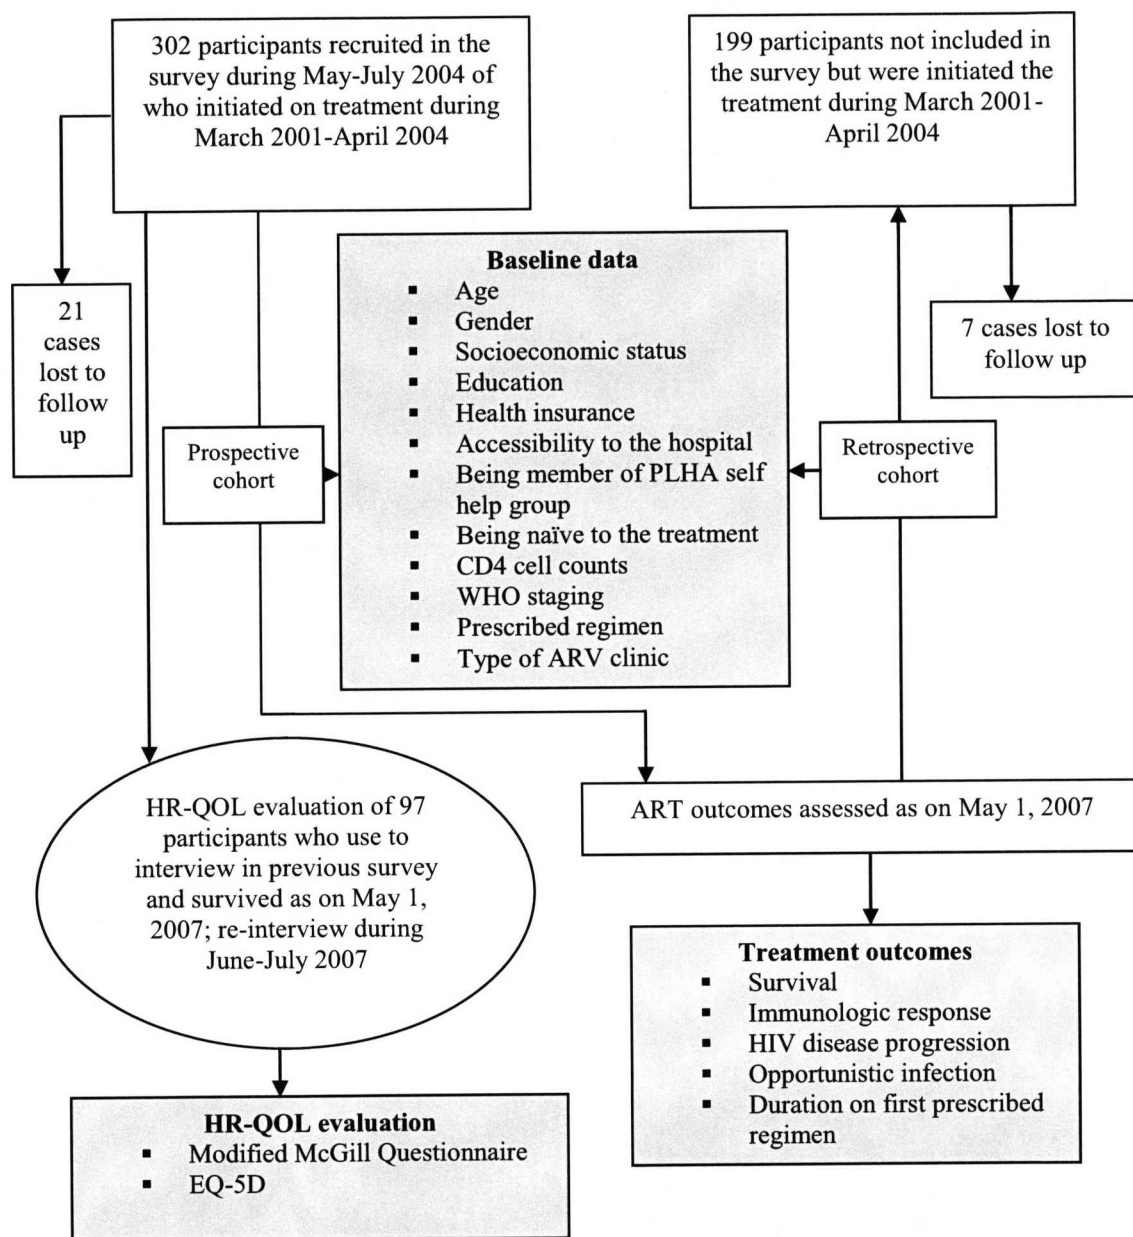 302 participants recruited in the
survey during May-July 2004 of
who initiated on treatment during
March 2001-April 2004
199 participants not included in
the survey but were initiated the
treatment during March 2001-
April 2004
21
cases
lost to
follow
up
Baseline data
▪ Age
▪ Gender
▪ Socioeconomic status
▪ Education
▪ Health insurance
▪ Accessibility to the hospital
▪ Being member of PLHA self
help group
▪ Being naïve to the treatment
▪ CD4 cell counts
▪ WHO staging
▪ Prescribed regimen
▪ Type of ARV clinic
7 cases lost to
follow up
Prospective
cohort
Retrospective
cohort
HR-QOL evaluation of 97
participants who use to
interview in previous survey
and survived as on May 1,
2007; re-interview during
June-July 2007
ART outcomes assessed as on May 1, 2007
Treatment outcomes
▪ Survival
▪ Immunologic response
▪ HIV disease progression
▪ Opportunistic infection
▪ Duration on first prescribed
regimen
HR-QOL evaluation
▪ Modified McGill Questionnaire
▪ EQ-5D